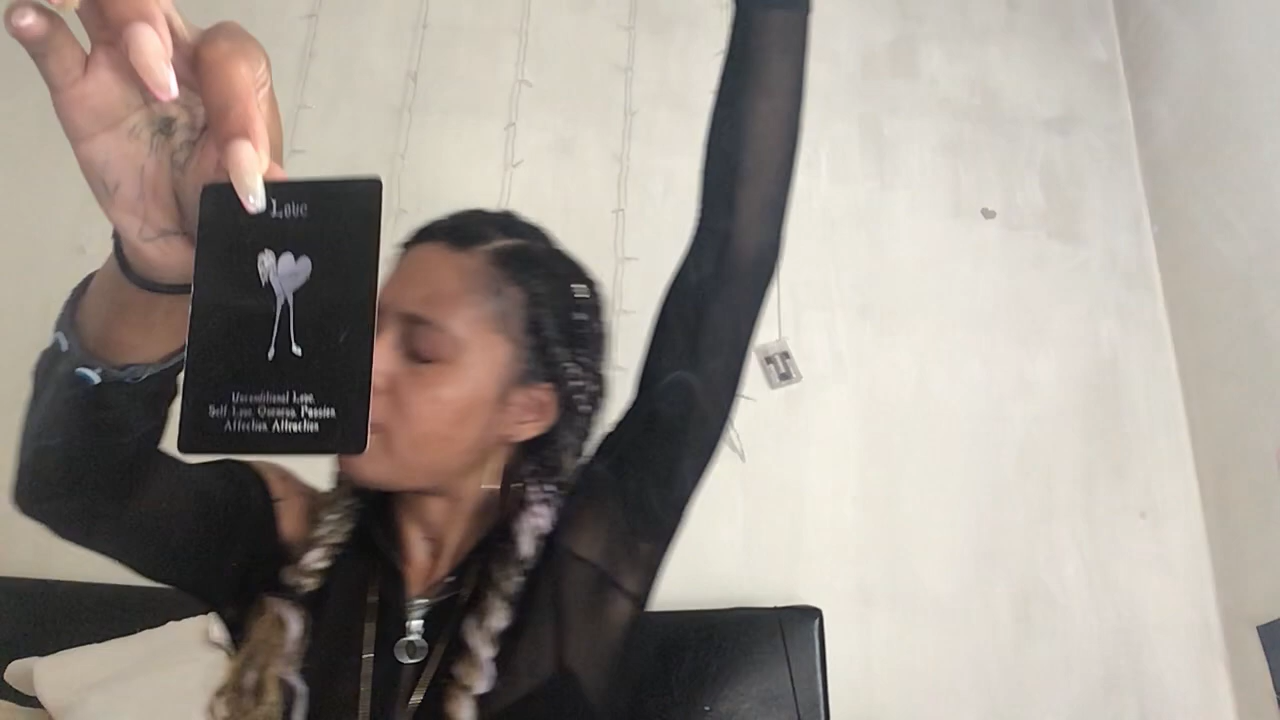 Love
Unconditional Love,
Self Love, Oneness, Passion,
Affection, Attraction